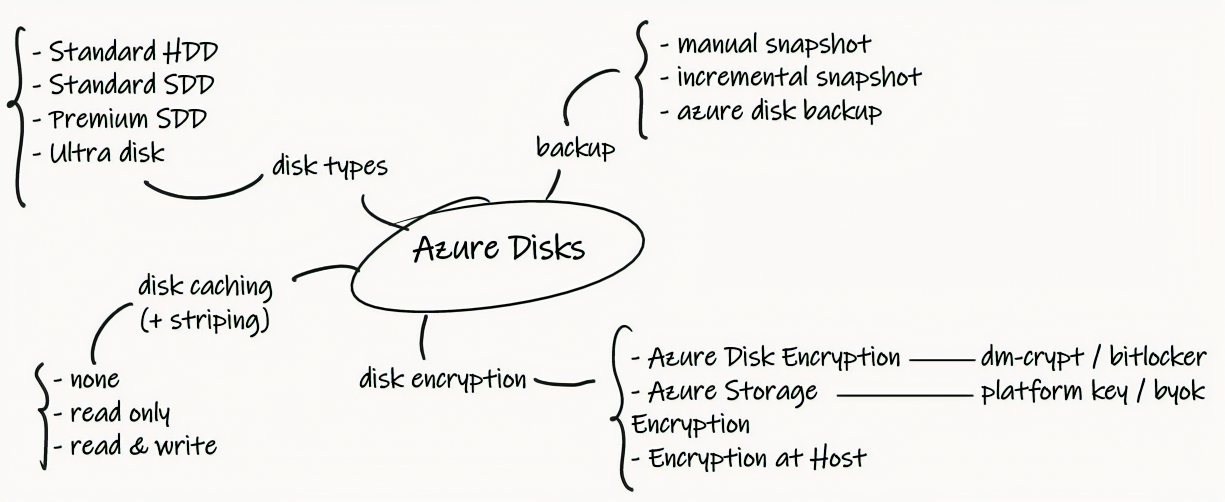 - Standard HDD
- Standard SDD
- Premium SDD
- Ultra disk
disk types
- manual snapshot
- incremental snapshot
- azure disk backup
backup
Azure Disks
disk caching
(+ striping)
- none
- read only
- read & write
disk encryption
- Azure Disk Encryption
dm-crypt / bitlocker
- Azure Storage
platform key / byok
Encryption
- Encryption at Host